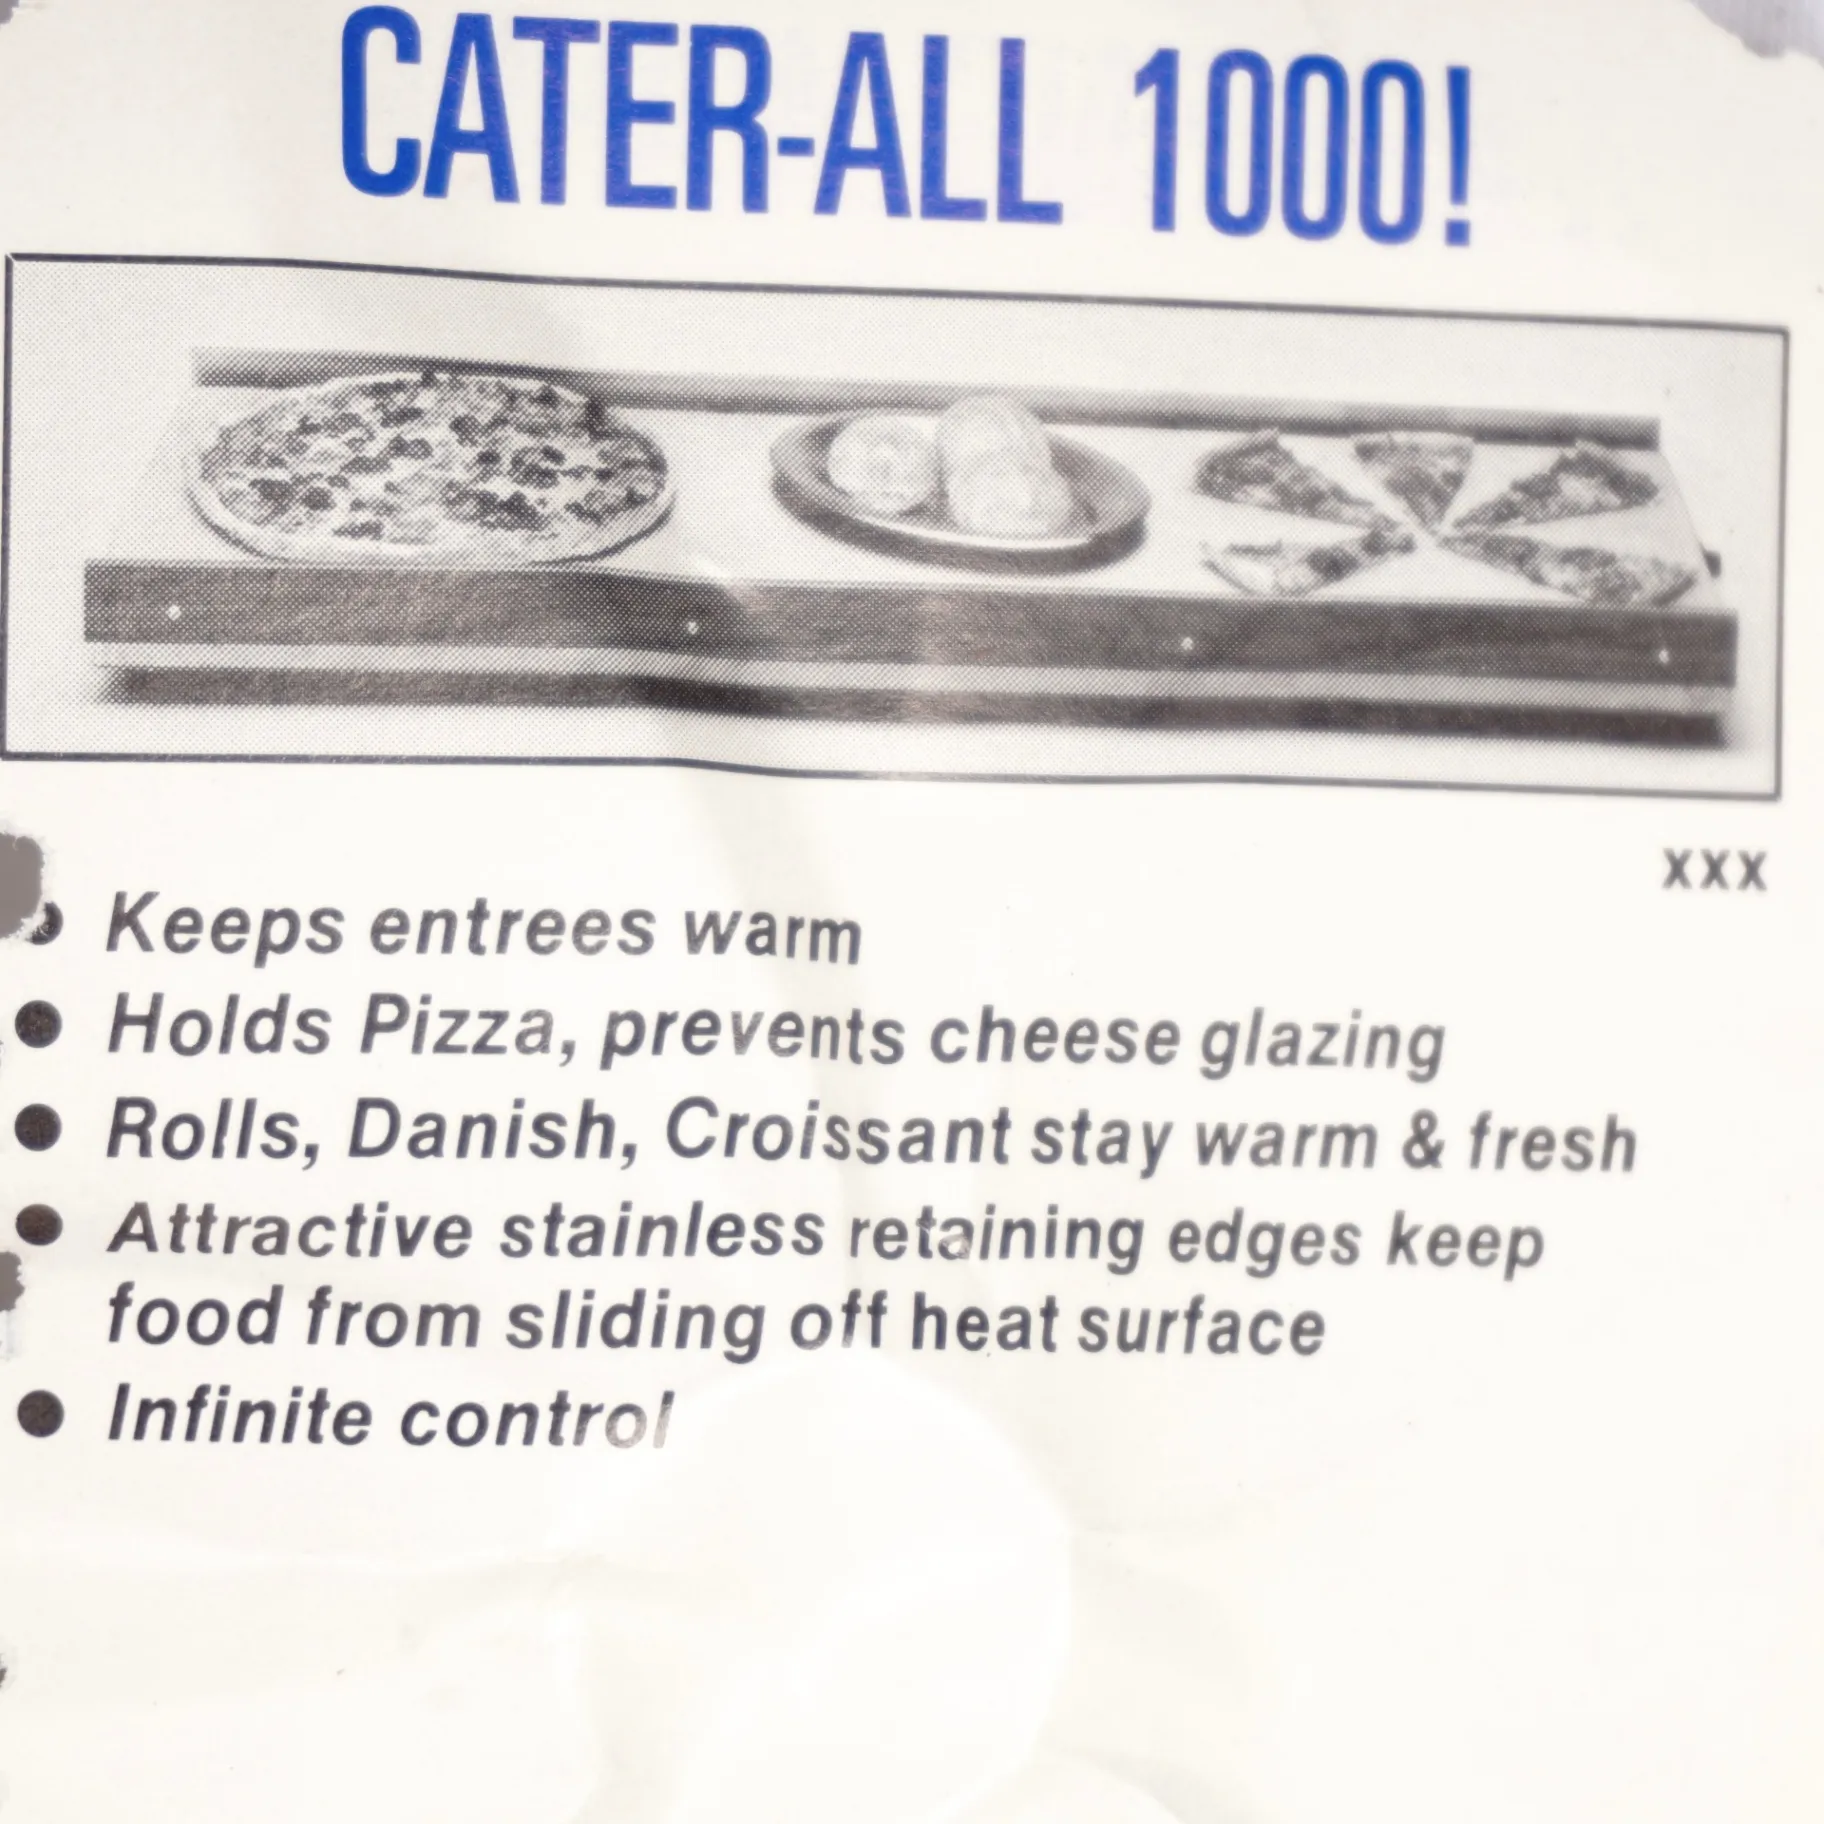 CATER-ALL 1000!
XXX
● Keeps entrees warm
● Holds Pizza, prevents cheese glazing
● Rolls, Danish, Croissant stay warm & fresh
● Attractive stainless retaining edges keep
food from sliding off heat surface
● Infinite control